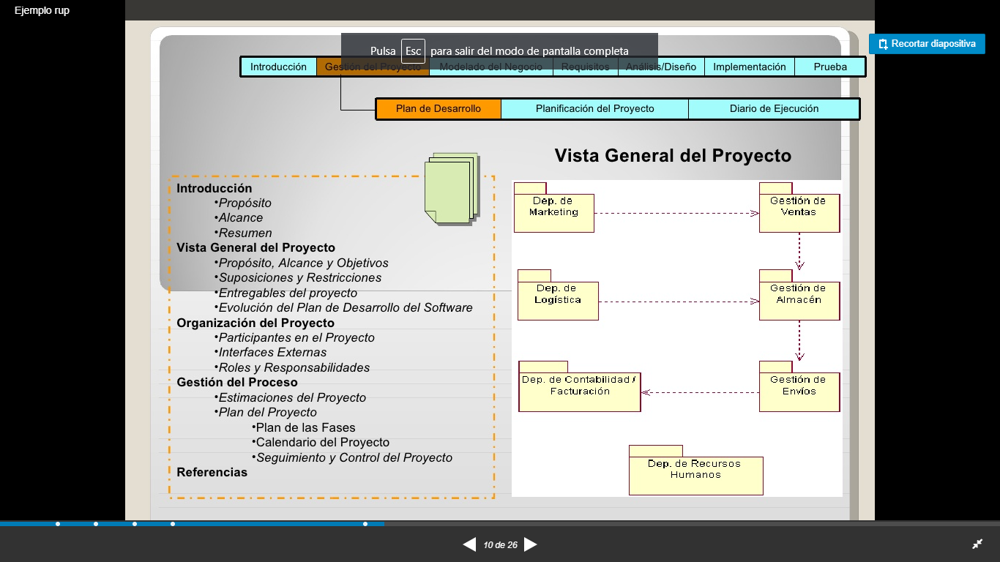 Ejemplo rup
Pulsa Esc para salir del modo de pantalla completa
Recortar diapositiva
Introducción Gestión del Proyecto Modelado del Negocio Requisitos Análisis/Diseño Implementación Prueba
Plan de Desarrollo Planificación del Proyecto Diario de Ejecución
Vista General del Proyecto
Introducción
•Propósito
•Alcance
•Resumen
Vista General del Proyecto
•Propósito, Alcance y Objetivos
•Suposiciones y Restricciones
•Entregables del proyecto
•Evolución del Plan de Desarrollo del Software
Organización del Proyecto
•Participantes en el Proyecto
•Interfaces Externas
•Roles y Responsabilidades
Gestión del Proceso
•Estimaciones del Proyecto
•Plan del Proyecto
•Plan de las Fases
•Calendario del Proyecto
•Seguimiento y Control del Proyecto
Referencias
Dep. de
Marketing
Gestión de
Ventas
Dep. de
Logística
Gestión de
Almacén
Dep. de Contabilidad /
Facturación
Gestión de
Envíos
Dep. de Recursos
Humanos
10 de 26